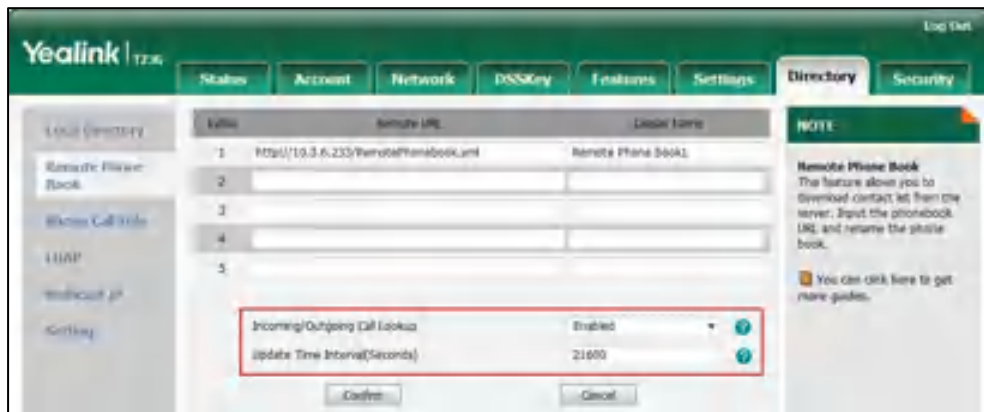 Log Out
Yealink
Status Account Network DSSKey Features Settings Directory Security
Local Directory
Remote Phone
Book
LDAP
Multicast IP
Setting
Index Remote URL Display Name
1 http://10.3.6.233/RemotePhonebook.xml Remote Phone Book1
2
3
4
5
Incoming/Outgoing Call Lookup Enabled
Update Time Interval(Seconds) 21600
Confirm Cancel
NOTE
Remote Phone Book
The feature allows you to
download contact list from the
server. Input the phonebook
URL and rename the phone
book.
You can click here to get
more guides.